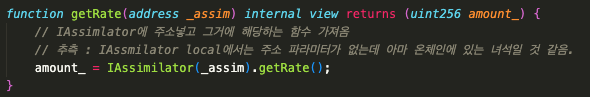 function getRate(address _assim) internal view returns (uint256 amount_) {
// IAssimlator에 주소넣고 그거에 해당하는 함수 가져옴
// 추측 : IAssmilator local에서는 주소 파라미터가 없는데 아마 온체인에 있는 녀석일 것 같음.
amount_ = IAssimilator(_assim).getRate();
}